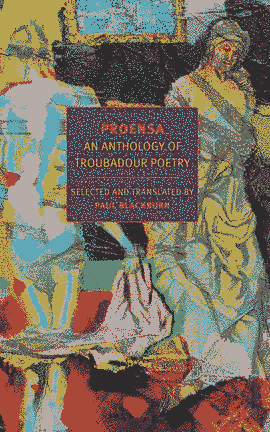 PROENSA
AN ANTHOLOGY OF
TROUBADOUR POETRY
SELECTED AND TRANSLATED BY
PAUL BLACKBURN